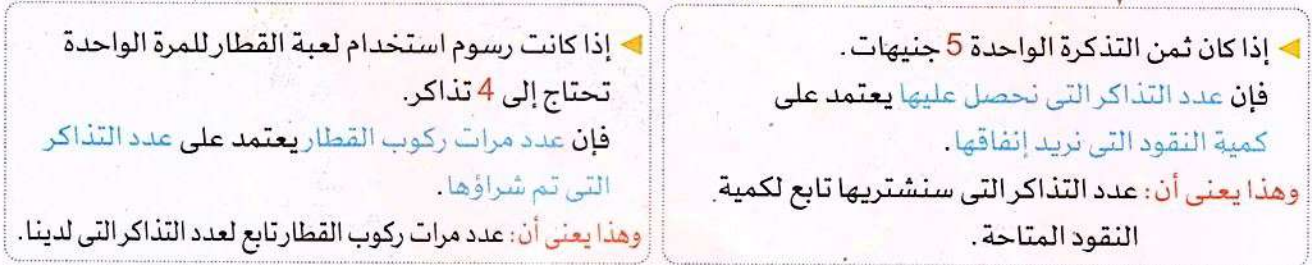 إذا كان ثمن التذكرة الواحدة 5 جنيهات.
فإن عدد التذاكر التى نحصل عليها يعتمد على
كمية النقود التى نريد إنفاقها.
وهذا يعنى أن: عدد التذاكر التى سنشتريها تابع لكمية
النقود المتاحة.
إذا كانت رسوم استخدام لعبة القطار للمرة الواحدة
تحتاج إلى 4 تذاكر.
فإن عدد مرات ركوب القطار يعتمد على عدد التذاكر
التى تم شراؤها.
وهذا يعنى أن: عدد مرات ركوب القطار تابع لعدد التذاكر التى لدينا.